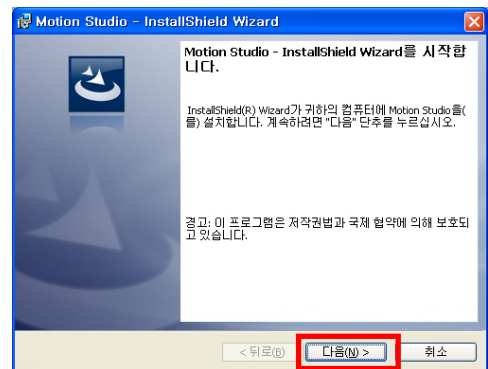 Motion Studio - InstallShield Wizard
Motion Studio - InstallShield Wizard를 시작합
니다.
InstallShield(R) Wizard가 귀하의 컴퓨터에 Motion Studio을(
를) 설치합니다. 계속하려면 "다음" 단추를 누르십시오.
경고: 이 프로그램은 저작권법과 국제 협약에 의해 보호되
고 있습니다.
< 뒤로(B) 다음(N) > 취소